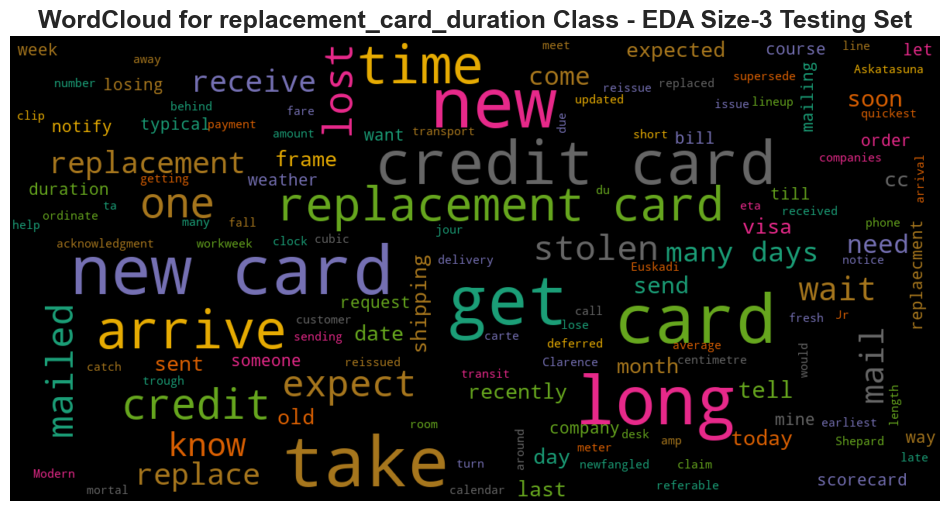 WordCloud for replacement_card_duration Class - EDA Size-3 Testing Set
week
away
number
losing
receive
lost
time
meet
expected
course
line
let
come
supersede
Askatasuna
clip
notify
typical
behind
payment
fare
new
updated
reissue
replaced
issue
lineup
mailing
soon
quickest
amount
want
transport
due
short
bill
order
replacement
frame
weather
credit card
companies
cc
arrival
duration
getting
one
replacement card
du
till
eta
received
help
ordinate
ta
many
fall
jour
visa
phone
acknowledgment
workweek
clock
cubic
stolen
many days
need
notice
replaecment
new card
shipping
delivery
Euskadi
send
wait
get
request
card
fresh
Jr
mailed
arrive
customer
date
call
lose
carte
deferred
average
would
mail
sent
someone
sending
reissued
Clarence
centimetre
catch
trough
expect
transit
month
recently
long
tell
length
credit
old
room
mine
earliest
know
take
company
desk
around
meter
amp
today
Shepard
way
late
Modern
replace
turn
day
newfangled
claim
mortal
calendar
last
referable
scorecard